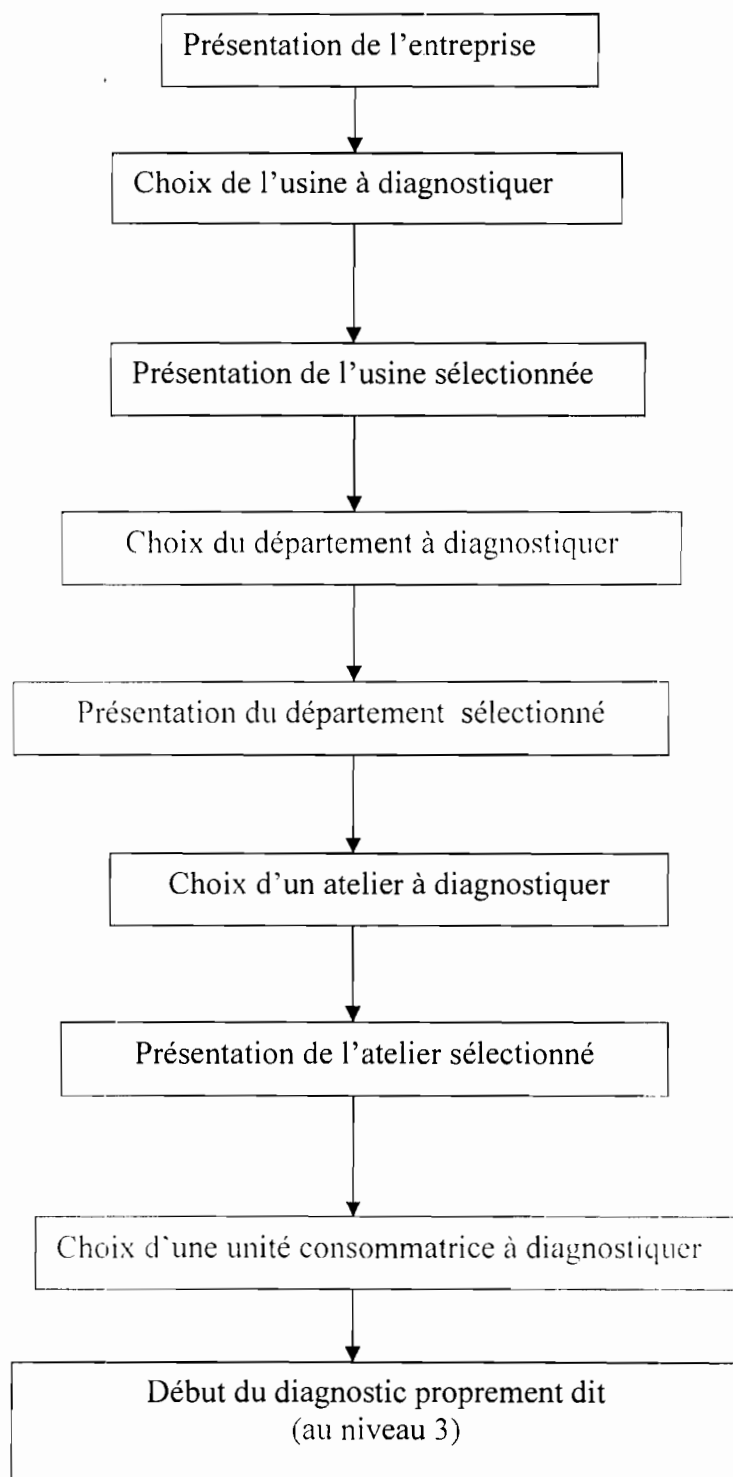 Présentation de l’entreprise
Choix de l’usine à diagnostiquer
Présentation de l’usine sélectionnée
Choix du département à diagnostiquer
Présentation du département sélectionné
Choix d’un atelier à diagnostiquer
Présentation de l’atelier sélectionné
Choix d’une unité consommatrice à diagnostiquer
Début du diagnostic proprement dit
(au niveau 3)